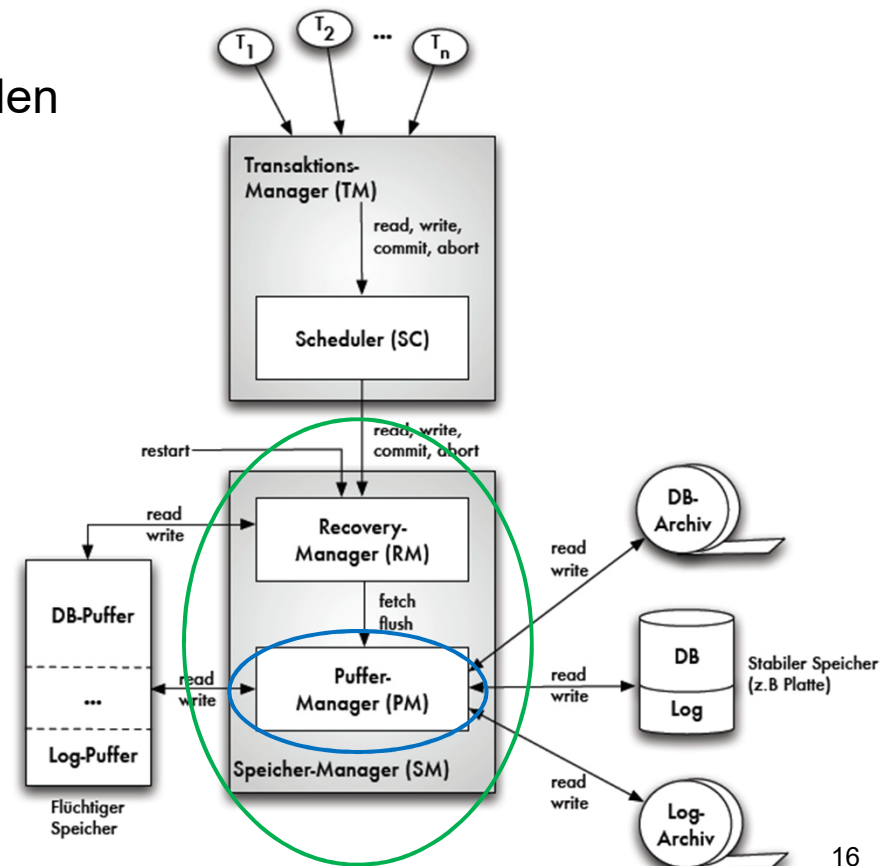 T1
T2
...
Tn
den
Transaktions-
Manager (TM)
read, write,
commit, abort
Scheduler (SC)
read, write,
commit, abort
restart
Recovery-
Manager (RM)
read
write
fetch
flush
DB-Puffer
...
Log-Puffer
Flüchtiger
Speicher
read
write
Puffer-
Manager (PM)
Speicher-Manager (SM)
read
write
DB-
Archiv
read
write
DB
Log
Stabiler Speicher
(z.B Platte)
read
write
Log-
Archiv
16